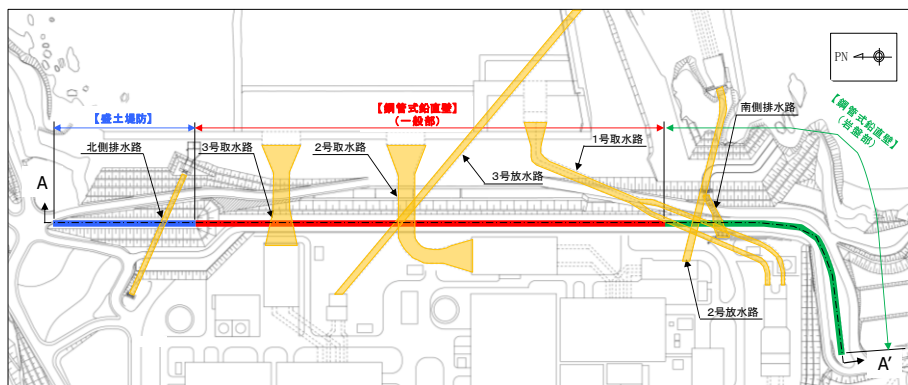 PN
【盛土堤防】
【鋼管式鉛直壁】
(一般部)
【鋼管式鉛直壁】
(岩盤部)
南側排水路
北側排水路
3号取水路
2号取水路
1号取水路
3号放水路
A
2号放水路
A'